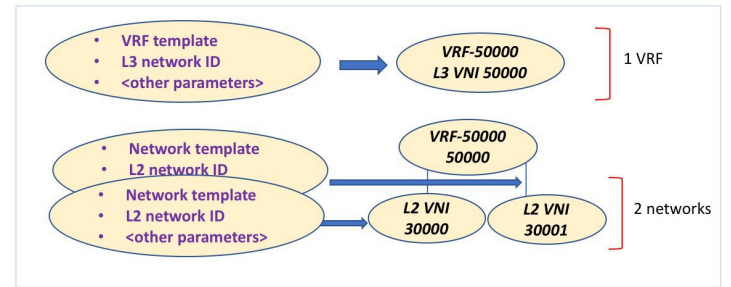 • VRF template
• L3 network ID
• <other parameters>
VRF-50000
L3 VNI 50000
1 VRF
• Network template
• L2 network ID
• Network template
• L2 network ID
• <other parameters>
VRF-50000
50000
L2 VNI
30000
L2 VNI
30001
2 networks